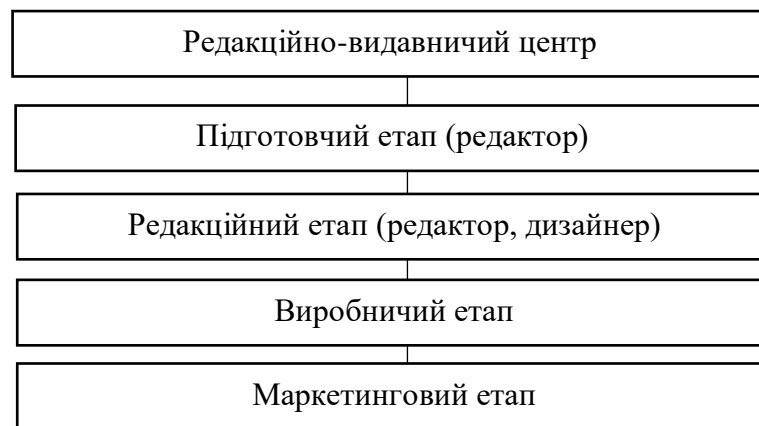 Редакційно-видавничий центр
Підготовчий етап (редактор)
Редакційний етап (редактор, дизайнер)
Виробничий етап
Маркетинговий етап